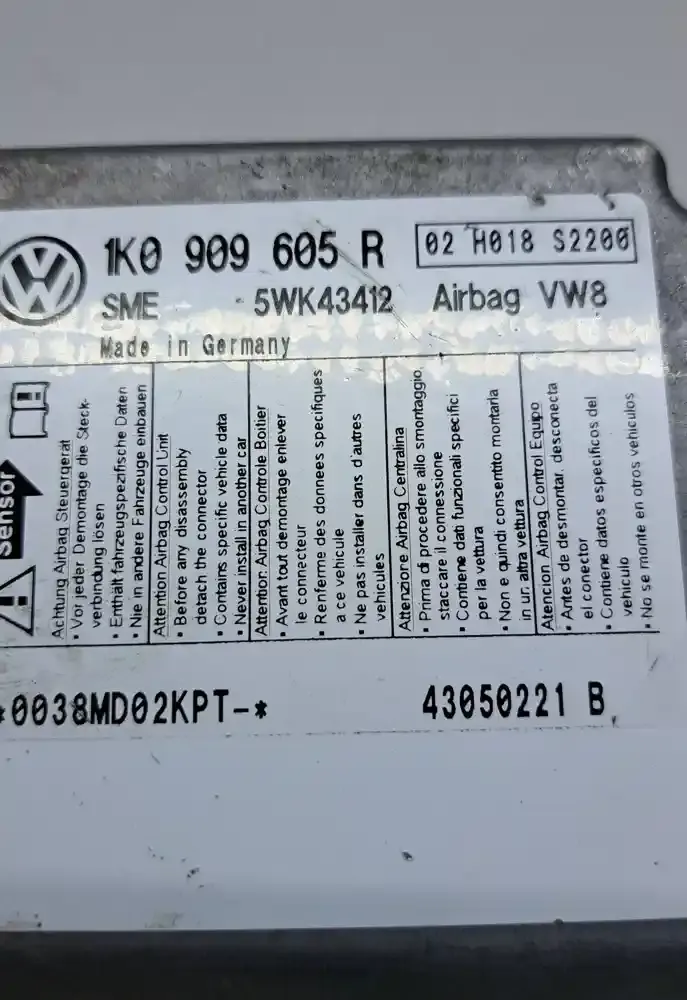 1K0 909 605 R
02 H018 S2200
SME 5WK43412 Airbag VW8
Made in Germany
Sensor
Achtung Airbag Steuergerät
• Vor jeder Demontage die Steck-
verbindung lösen
• Enthält fahrzeugspezifische Daten
• Nie in andere Fahrzeuge einbauen
Attention Airbag Control Unit
• Before any disassembly
detach the connector
• Contains specific vehicle data
• Never install in another car
Attention Airbag Controle Boitier
• Avant tout demontage enlever
le connecteur
• Renferme des donnees specifiques
a ce vehicule
• Ne pas installer dans d'autres
vehicules
Attenzione Airbag Centralina
• Prima di procedere allo smontaggio,
staccare il connessione
• Contiene dati funzionali specifici
per la vettura
• Non e quindi consentito montarla
in un altra vettura
Atencion Airbag Control Equipo
• Antes de desmontar, desconecta
el conector
• Contiene datos especificos del
vehiculo
• No se monte en otros vehiculos
*0038MD02KPT-*
43050221 B